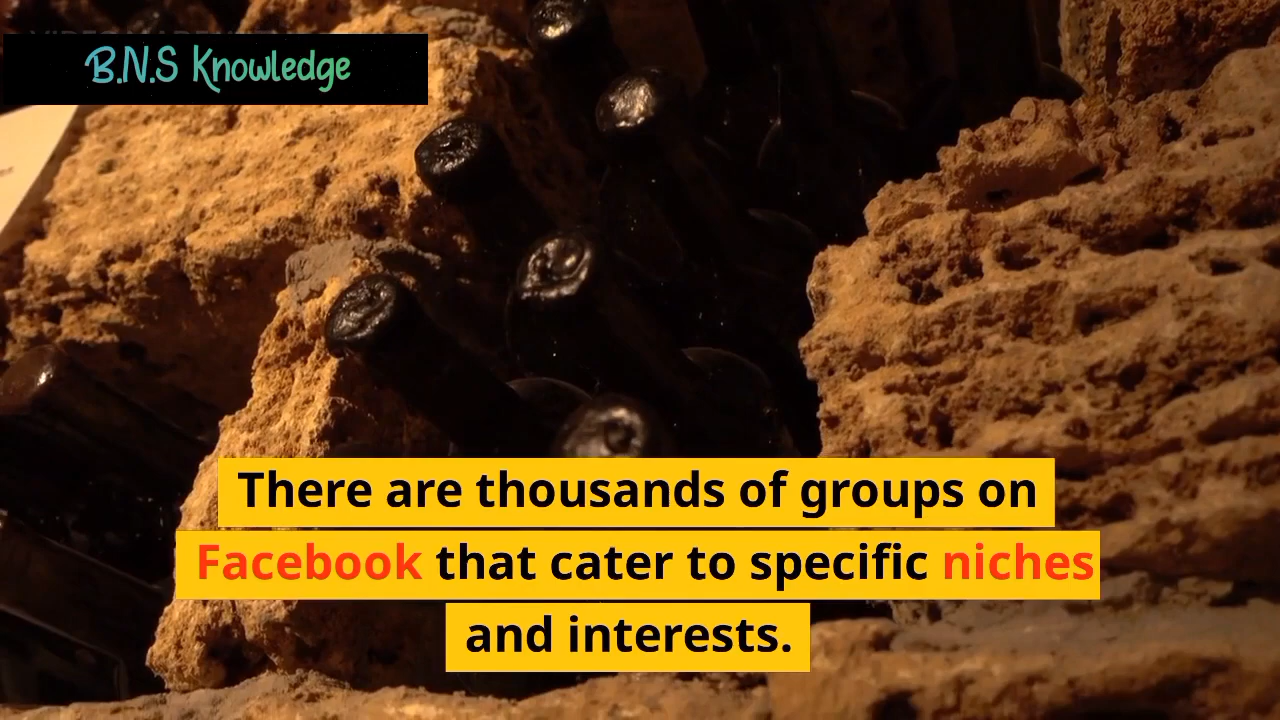 B.N.S Knowledge
There are thousands of groups on
Facebook that cater to specific niches
and interests.